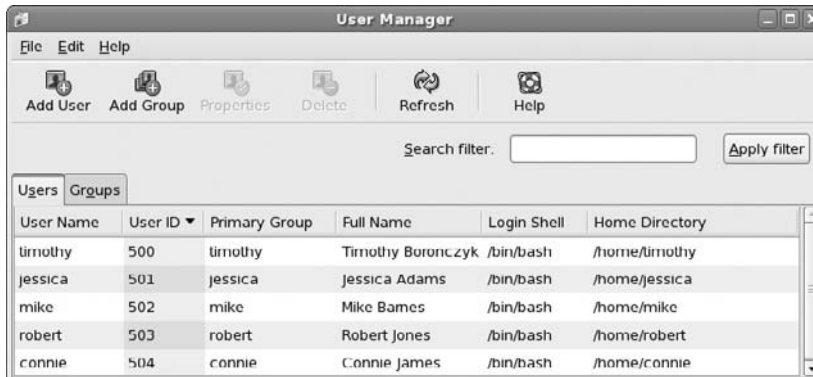 User Manager
File Edit Help
Add User Add Group Properties Delete Refresh Help
Search filter: Apply filter
Users Groups
User Name User ID Primary Group Full Name Login Shell Home Directory
timothy 500 timothy Timothy Boronczyk /bin/bash /home/timothy
jessica 501 jessica Jessica Adams /bin/bash /home/jessica
mike 502 mike Mike Barnes /bin/bash /home/mike
robert 503 robert Robert Jones /bin/bash /home/robert
connie 504 connie Connie James /bin/bash /home/connie